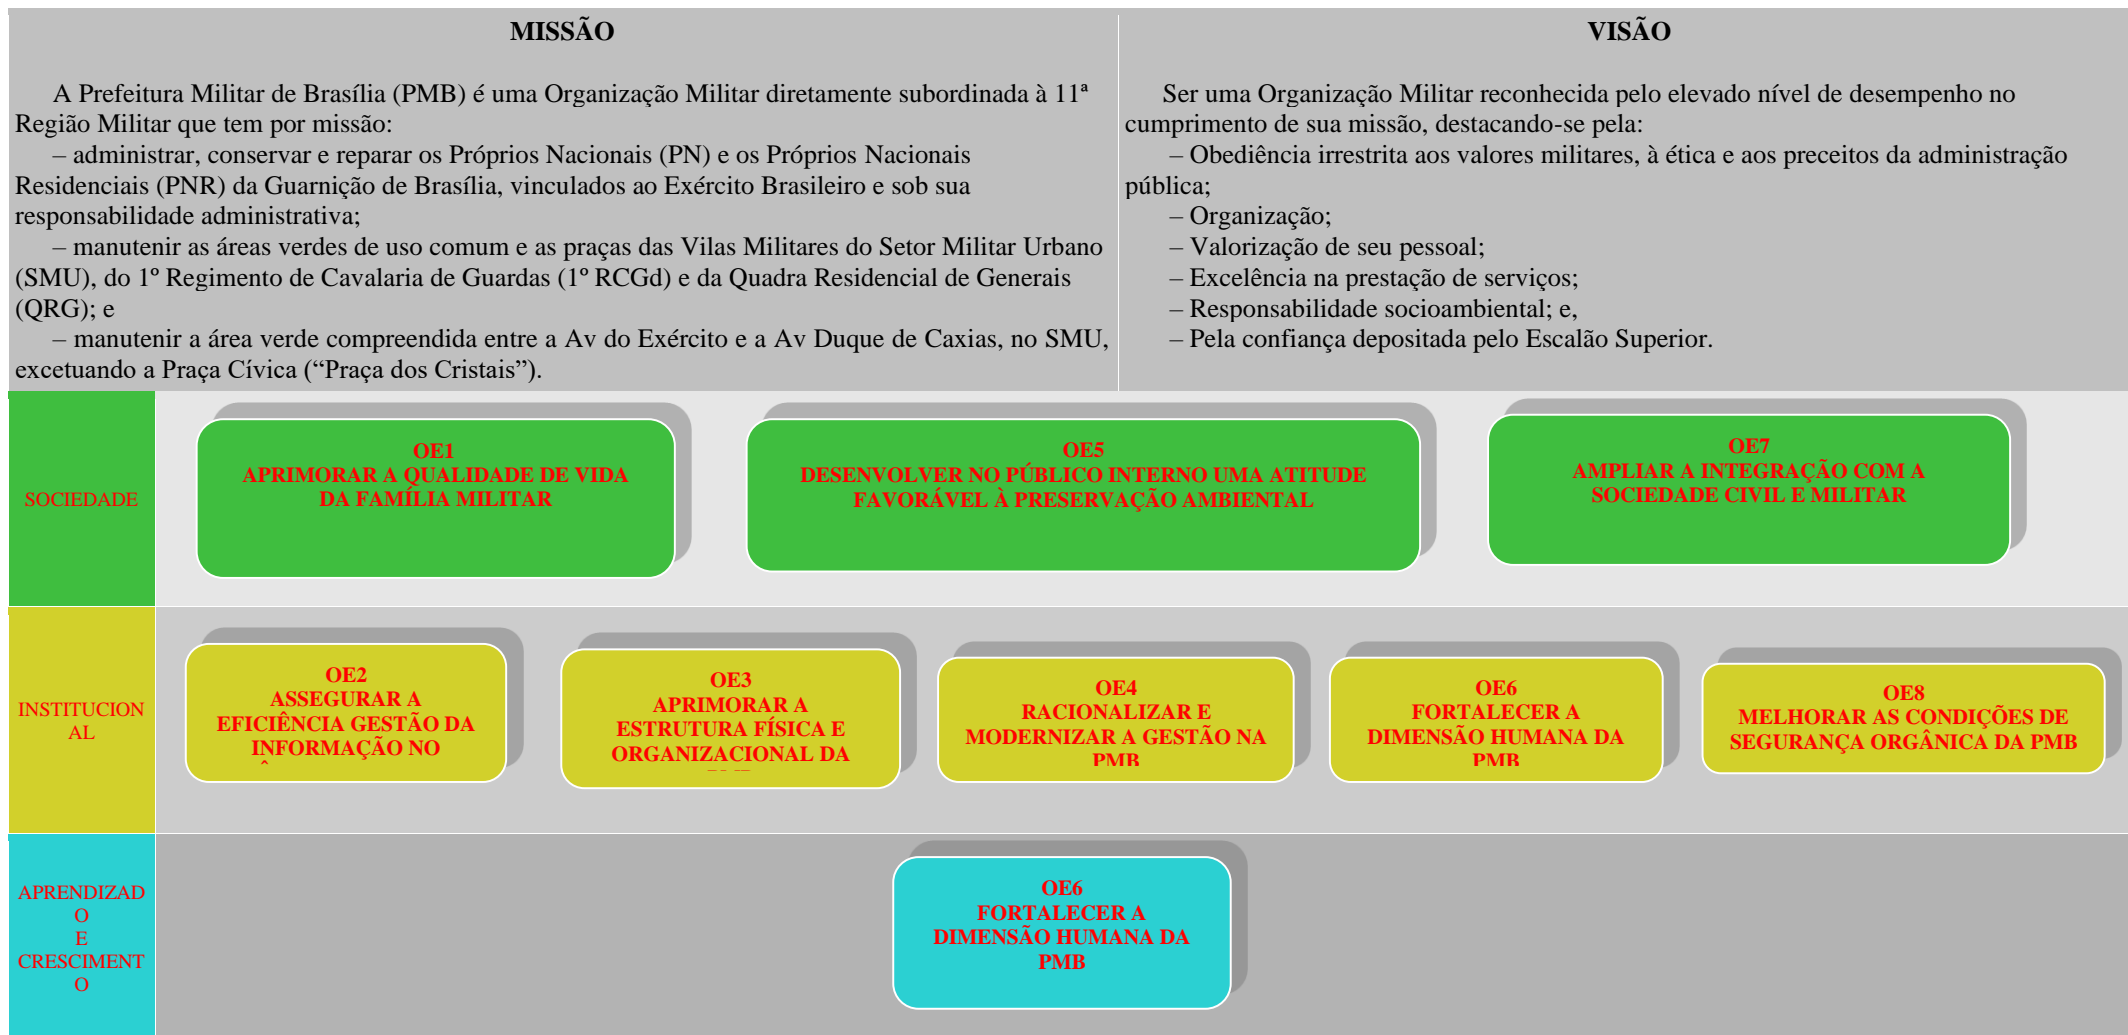 MISSÃO
A Prefeitura Militar de Brasília (PMB) é uma Organização Militar diretamente subordinada à 11ª
Região Militar que tem por missão:
– administrar, conservar e reparar os Próprios Nacionais (PN) e os Próprios Nacionais
Residenciais (PNR) da Guarnição de Brasília, vinculados ao Exército Brasileiro e sob sua
responsabilidade administrativa;
– manutenir as áreas verdes de uso comum e as praças das Vilas Militares do Setor Militar Urbano
(SMU), do 1º Regimento de Cavalaria de Guardas (1º RCGd) e da Quadra Residencial de Generais
(QRG); e
– manutenir a área verde compreendida entre a Av do Exército e a Av Duque de Caxias, no SMU,
excetuando a Praça Cívica (“Praça dos Cristais”).
VISÃO
Ser uma Organização Militar reconhecida pelo elevado nível de desempenho no
cumprimento de sua missão, destacando-se pela:
– Obediência irrestrita aos valores militares, à ética e aos preceitos da administração
pública;
– Organização;
– Valorização de seu pessoal;
– Excelência na prestação de serviços;
– Responsabilidade socioambiental; e,
– Pela confiança depositada pelo Escalão Superior.
SOCIEDADE
OE1
APRIMORAR A QUALIDADE DE VIDA
DA FAMÍLIA MILITAR
OE5
DESENVOLVER NO PÚBLICO INTERNO UMA ATITUDE
FAVORÁVEL À PRESERVAÇÃO AMBIENTAL
OE7
AMPLIAR A INTEGRAÇÃO COM A
SOCIEDADE CIVIL E MILITAR
INSTITUCION
AL
OE2
ASSEGURAR A
EFICIÊNCIA GESTÃO DA
INFORMAÇÃO NO
OE3
APRIMORAR A
ESTRUTURA FÍSICA E
ORGANIZACIONAL DA
OE4
RACIONALIZAR E
MODERNIZAR A GESTÃO NA
PMB
OE6
FORTALECER A
DIMENSÃO HUMANA DA
PMB
OE8
MELHORAR AS CONDIÇÕES DE
SEGURANÇA ORGÂNICA DA PMB
APRENDIZAD
O
E
CRESCIMENT
O
OE6
FORTALECER A
DIMENSÃO HUMANA DA
PMB